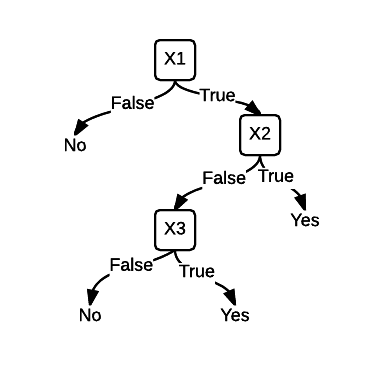 X1
False
True
No
X2
False
True
X3
Yes
False
True
No
Yes